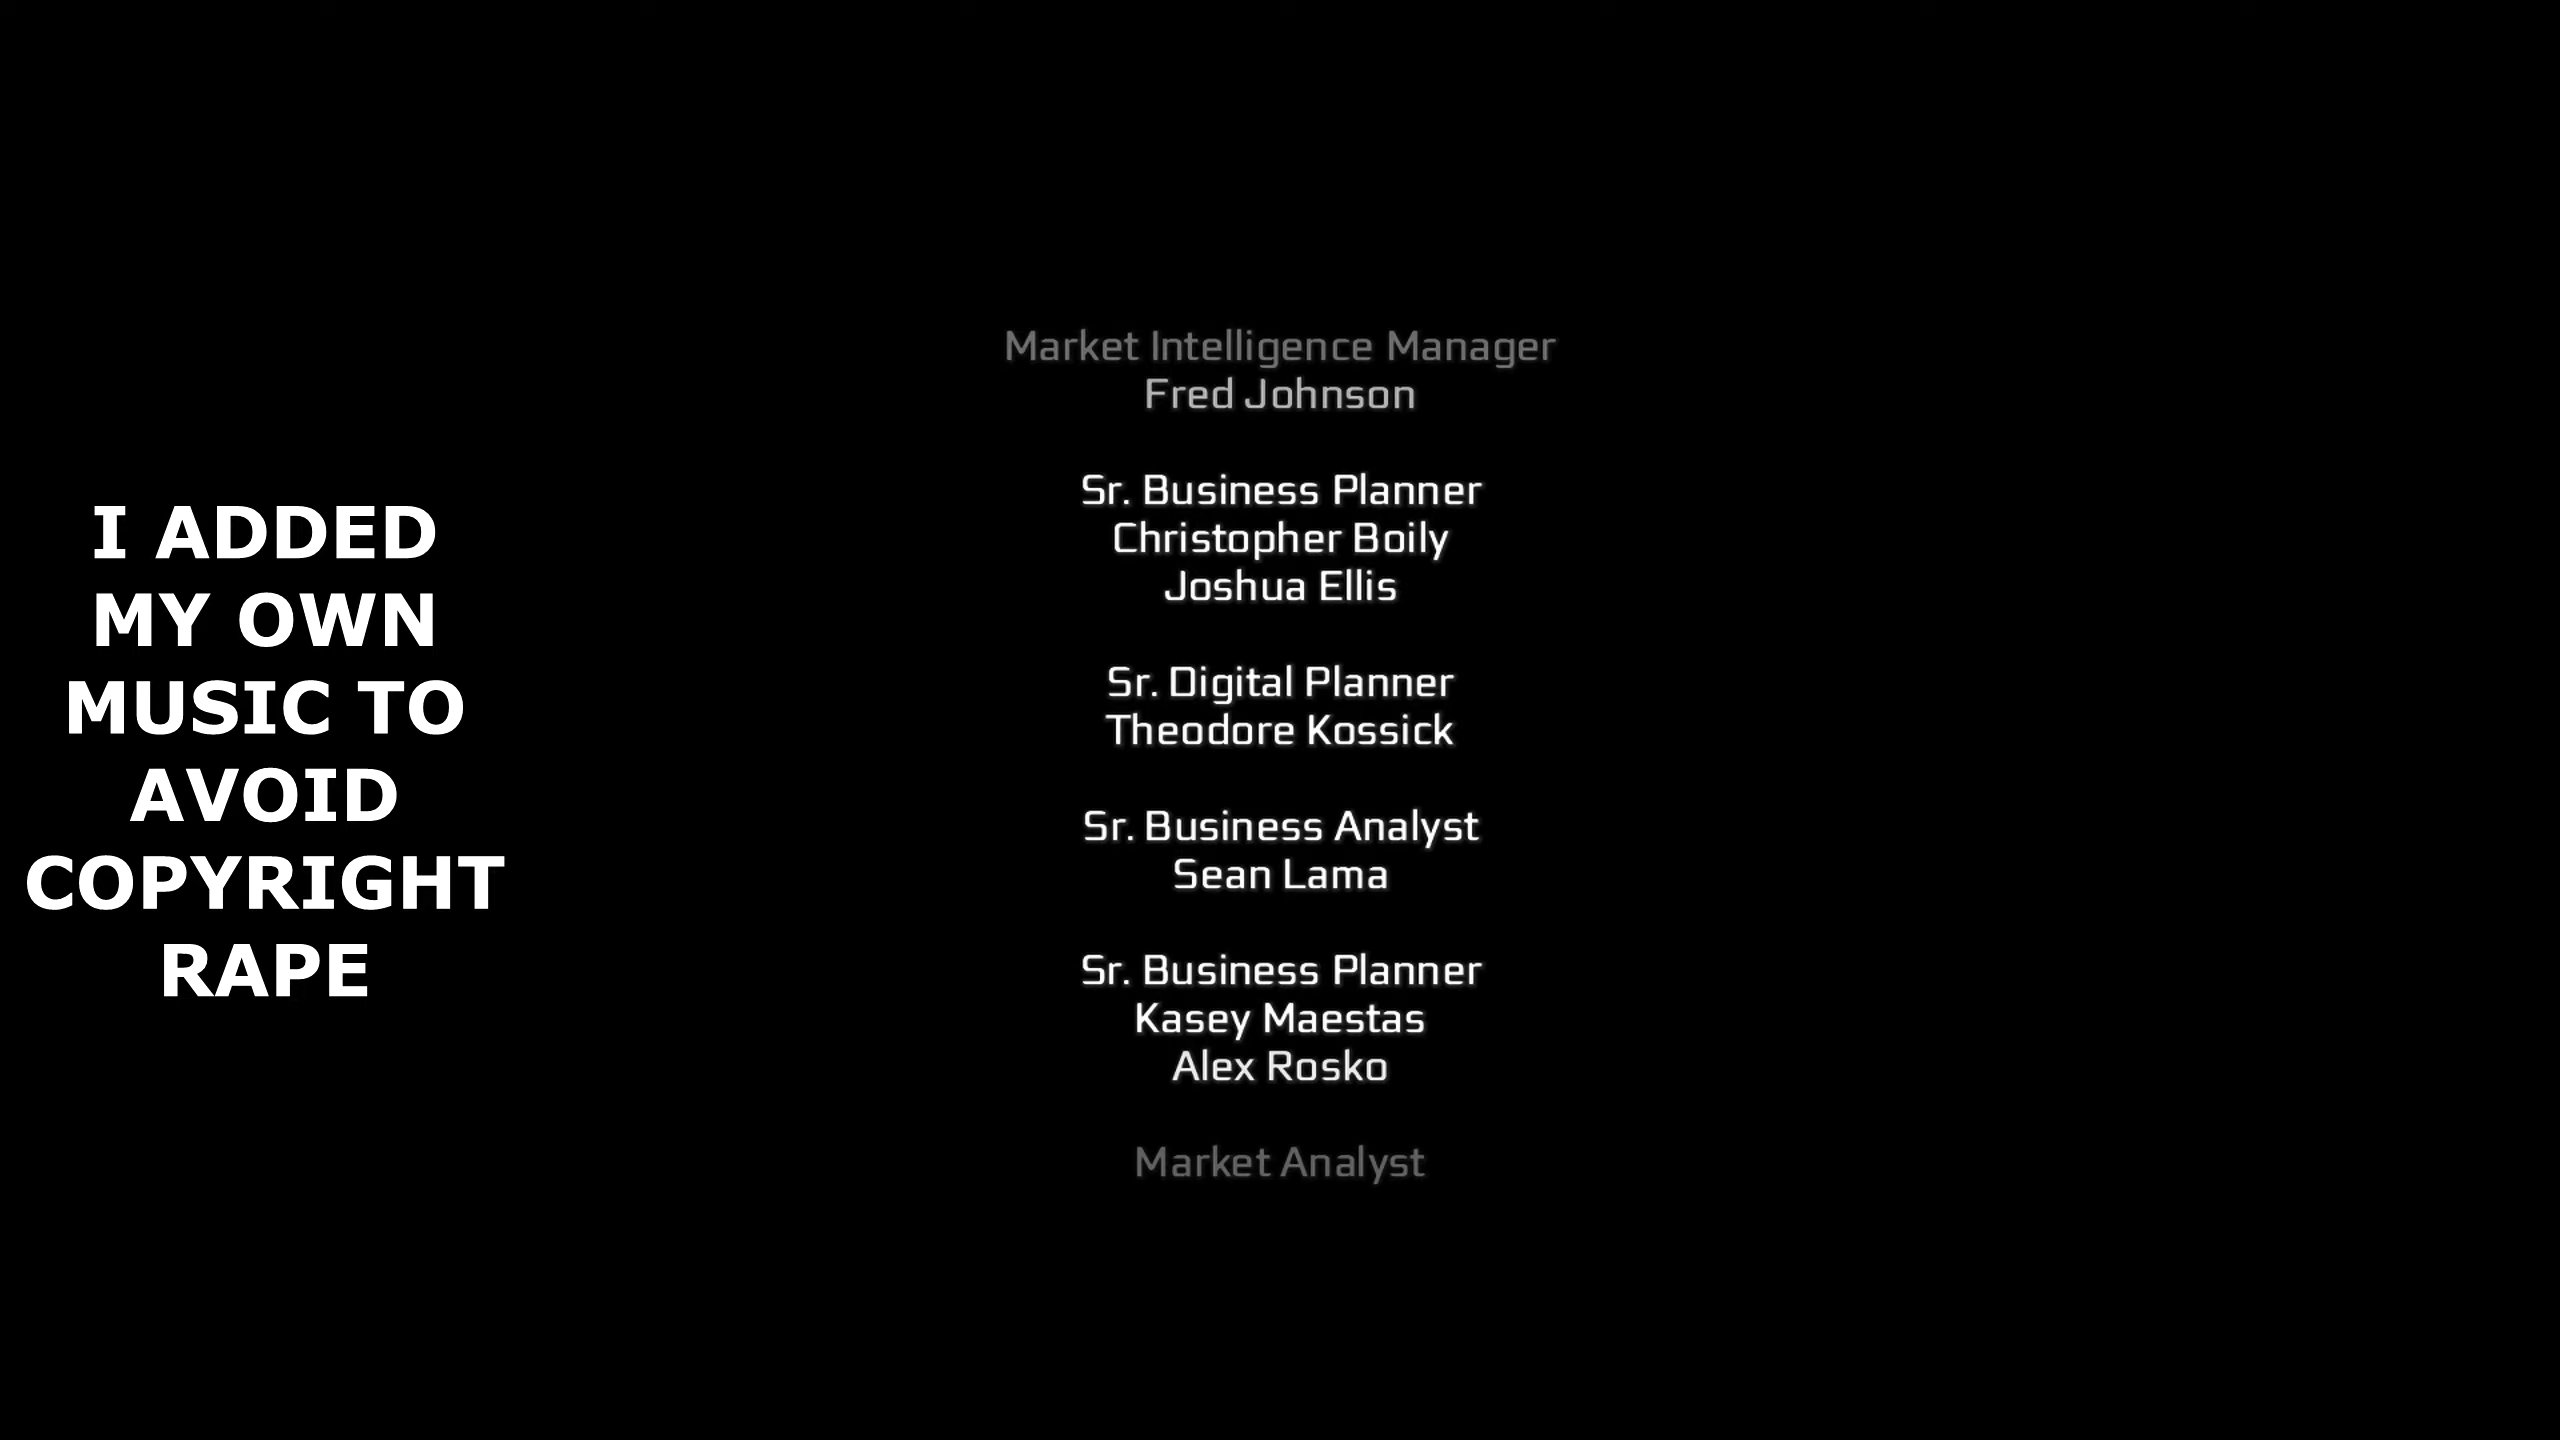 I ADDED
MY OWN
MUSIC TO
AVOID
COPYRIGHT
RAPE
Market Intelligence Manager
Fred Johnson
Sr. Business Planner
Christopher Boily
Joshua Ellis
Sr. Digital Planner
Theodore Kossick
Sr. Business Analyst
Sean Lama
Sr. Business Planner
Kasey Maestas
Alex Rosko
Market Analyst